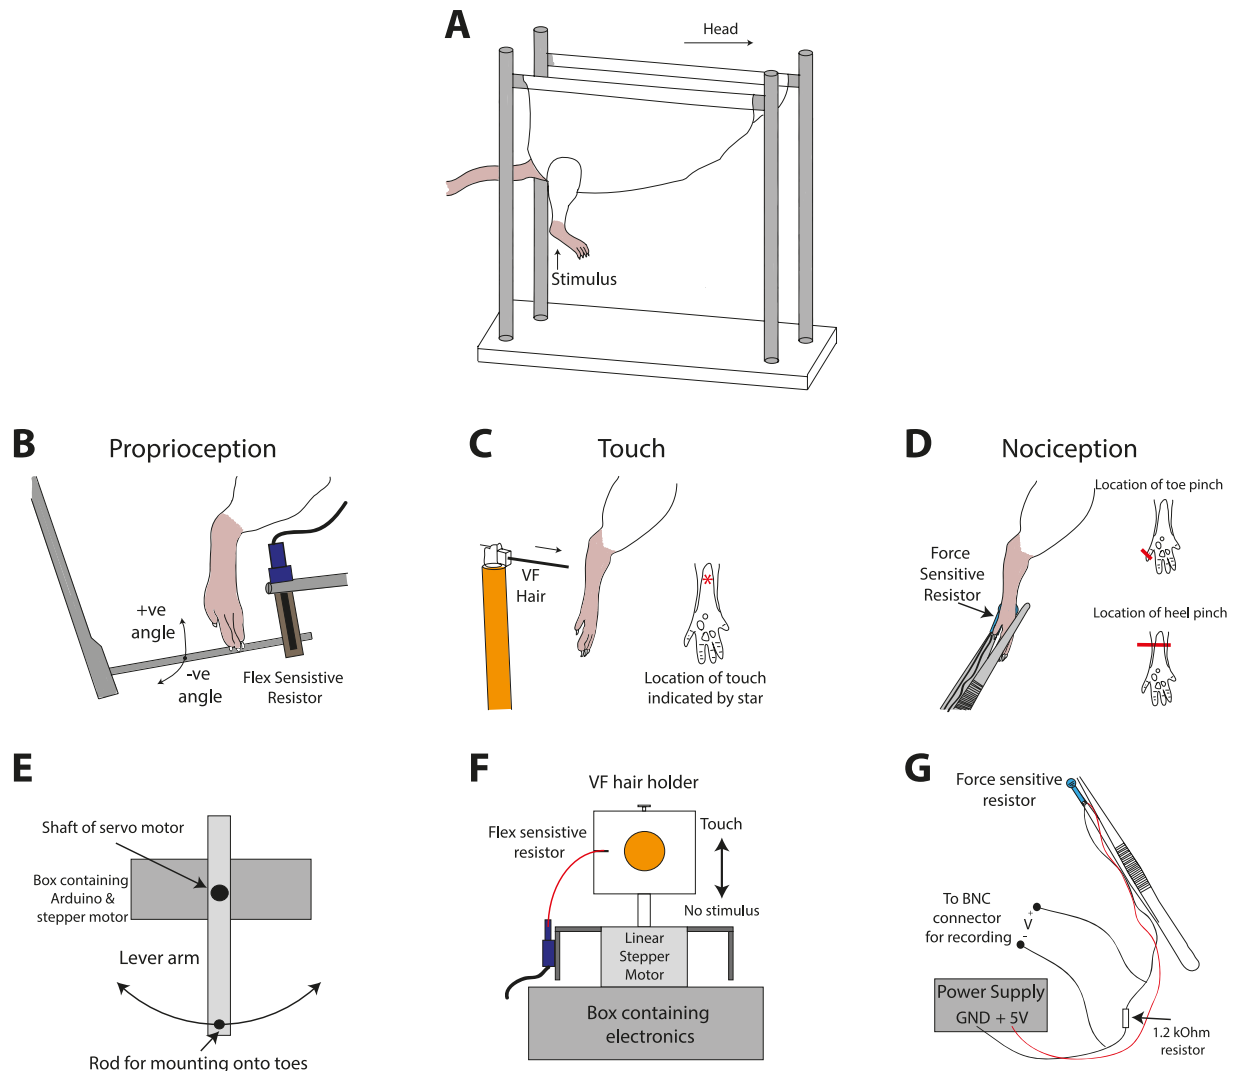 A
Head
Stimulus
B
Proprioception
+ve
angle
-ve
angle
Flex Sensistive
Resistor
C
Touch
VF
Hair
*
Location of touch
indicated by star
D
Nociception
Location of toe pinch
Force
Sensitive
Resistor
Location of heel pinch
E
Shaft of servo motor
Box containing
Arduino &
stepper motor
Lever arm
Rod for mounting onto toes
F
VF hair holder
Flex sensistive
resistor
Touch
No stimulus
Linear
Stepper
Motor
Box containing
electronics
G
Force sensitive
resistor
To BNC
connector
for recording
+
V
-
Power Supply
GND + 5V
1.2 kOhm
resistor